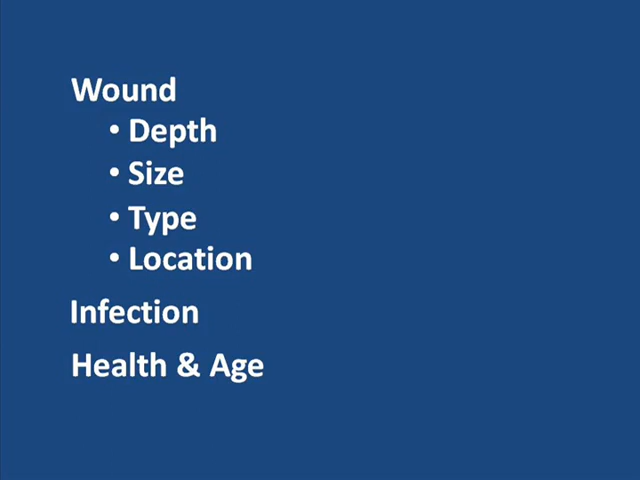 Wound
• Depth
• Size
• Type
• Location
Infection
Health & Age